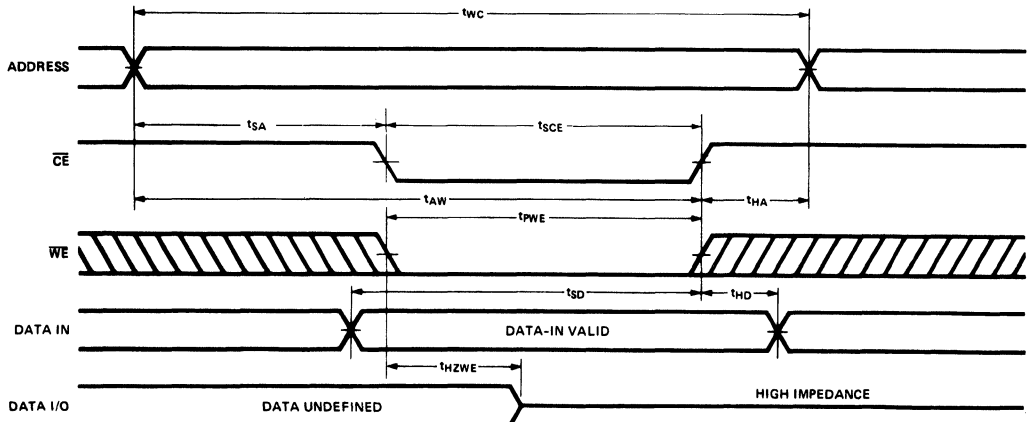 tWC
ADDRESS
tSA
tSCE
CE
tAW
tHA
tPWE
WE
tSD
tHD
DATA IN
DATA-IN VALID
tHZWE
HIGH IMPEDANCE
DATA I/O
DATA UNDEFINED